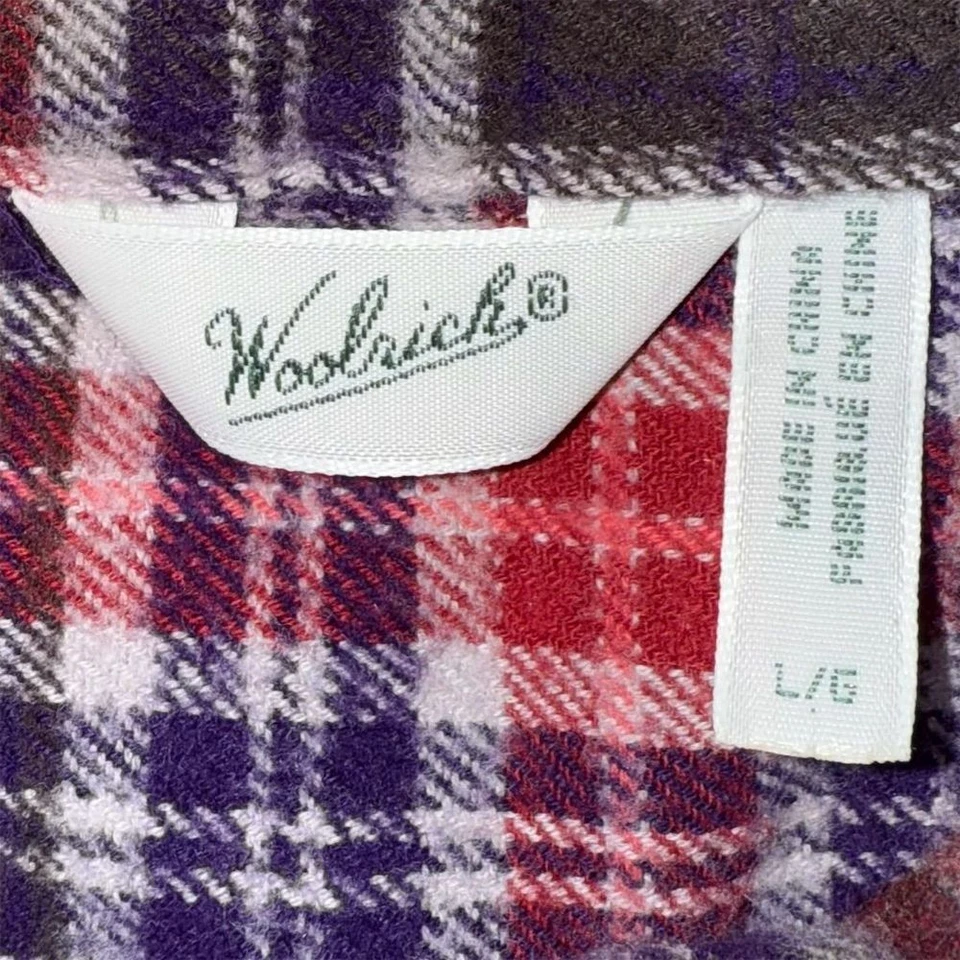 Woolrich®
MADE IN CHINA
FABRIQUÉ EN CHINE
L/G